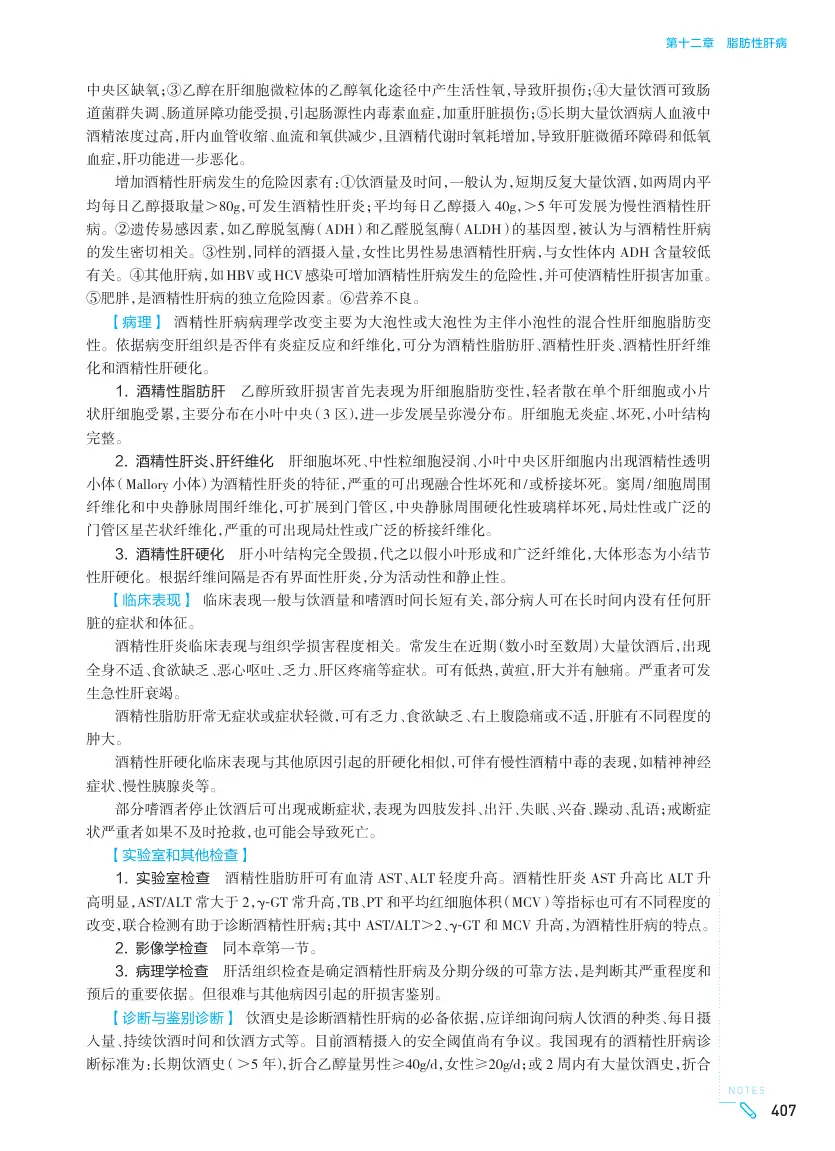 第十二章　脂肪性肝病
中央区缺氧;③乙醇在肝细胞微粒体的乙醇氧化途径中产生活性氧,导致肝损伤;④大量饮酒可致肠
道菌群失调、肠道屏障功能受损,引起肠源性内毒素血症,加重肝脏损伤;⑤长期大量饮酒病人血液中
酒精浓度过高,肝内血管收缩、血流和氧供减少,且酒精代谢时氧耗增加,导致肝脏微循环障碍和低氧
血症,肝功能进一步恶化。
增加酒精性肝病发生的危险因素有:①饮酒量及时间,一般认为,短期反复大量饮酒,如两周内平
均每日乙醇摄取量>80g,可发生酒精性肝炎;平均每日乙醇摄入 40g,>5 年可发展为慢性酒精性肝
病。②遗传易感因素,如乙醇脱氢酶(ADH)和乙醛脱氢酶(ALDH)的基因型,被认为与酒精性肝病
的发生密切相关。③性别,同样的酒摄入量,女性比男性易患酒精性肝病,与女性体内 ADH 含量较低
有关。④其他肝病,如 HBV 或 HCV 感染可增加酒精性肝病发生的危险性,并可使酒精性肝损害加重。
⑤肥胖,是酒精性肝病的独立危险因素。⑥营养不良。
【病理】 酒精性肝病病理学改变主要为大泡性或大泡性为主伴小泡性的混合性肝细胞脂肪变
性。依据病变肝组织是否伴有炎症反应和纤维化,可分为酒精性脂肪肝、酒精性肝炎、酒精性肝纤维
化和酒精性肝硬化。
1. 酒精性脂肪肝　乙醇所致肝损害首先表现为肝细胞脂肪变性,轻者散在单个肝细胞或小片
状肝细胞受累,主要分布在小叶中央(3 区),进一步发展呈弥漫分布。肝细胞无炎症、坏死,小叶结构
完整。
2. 酒精性肝炎、肝纤维化　肝细胞坏死、中性粒细胞浸润、小叶中央区肝细胞内出现酒精性透明
小体(Mallory 小体)为酒精性肝炎的特征,严重的可出现融合性坏死和/或桥接坏死。窦周/细胞周围
纤维化和中央静脉周围纤维化,可扩展到门管区,中央静脉周围硬化性玻璃样坏死,局灶性或广泛的
门管区星芒状纤维化,严重的可出现局灶性或广泛的桥接纤维化。
3. 酒精性肝硬化　肝小叶结构完全毁损,代之以假小叶形成和广泛纤维化,大体形态为小结节
性肝硬化。根据纤维间隔是否有界面性肝炎,分为活动性和静止性。
【临床表现】 临床表现一般与饮酒量和嗜酒时间长短有关,部分病人可在长时间内没有任何肝
脏的症状和体征。
酒精性肝炎临床表现与组织学损害程度相关。常发生在近期(数小时至数周)大量饮酒后,出现
全身不适、食欲缺乏、恶心呕吐、乏力、肝区疼痛等症状。可有低热,黄疸,肝大并有触痛。严重者可发
生急性肝衰竭。
酒精性脂肪肝常无症状或症状轻微,可有乏力、食欲缺乏、右上腹隐痛或不适,肝脏有不同程度的
肿大。
酒精性肝硬化临床表现与其他原因引起的肝硬化相似,可伴有慢性酒精中毒的表现,如精神神经
症状、慢性胰腺炎等。
部分嗜酒者停止饮酒后可出现戒断症状,表现为四肢发抖、出汗、失眠、兴奋、躁动、乱语;戒断症
状严重者如果不及时抢救,也可能会导致死亡。
【实验室和其他检查】
1. 实验室检查　酒精性脂肪肝可有血清 AST、ALT 轻度升高。酒精性肝炎 AST 升高比 ALT 升
高明显,AST/ALT 常大于 2,γ-GT 常升高,TB、PT 和平均红细胞体积(MCV)等指标也可有不同程度的
改变,联合检测有助于诊断酒精性肝病;其中 AST/ALT>2、γ-GT 和 MCV 升高,为酒精性肝病的特点。
2. 影像学检查　同本章第一节。
3. 病理学检查　肝活组织检查是确定酒精性肝病及分期分级的可靠方法,是判断其严重程度和
预后的重要依据。但很难与其他病因引起的肝损害鉴别。
【诊断与鉴别诊断】 饮酒史是诊断酒精性肝病的必备依据,应详细询问病人饮酒的种类、每日摄
入量、持续饮酒时间和饮酒方式等。目前酒精摄入的安全阈值尚有争议。我国现有的酒精性肝病诊
断标准为:长期饮酒史(>5 年),折合乙醇量男性≥40g/d,女性≥20g/d;或 2 周内有大量饮酒史,折合
NOTES
407